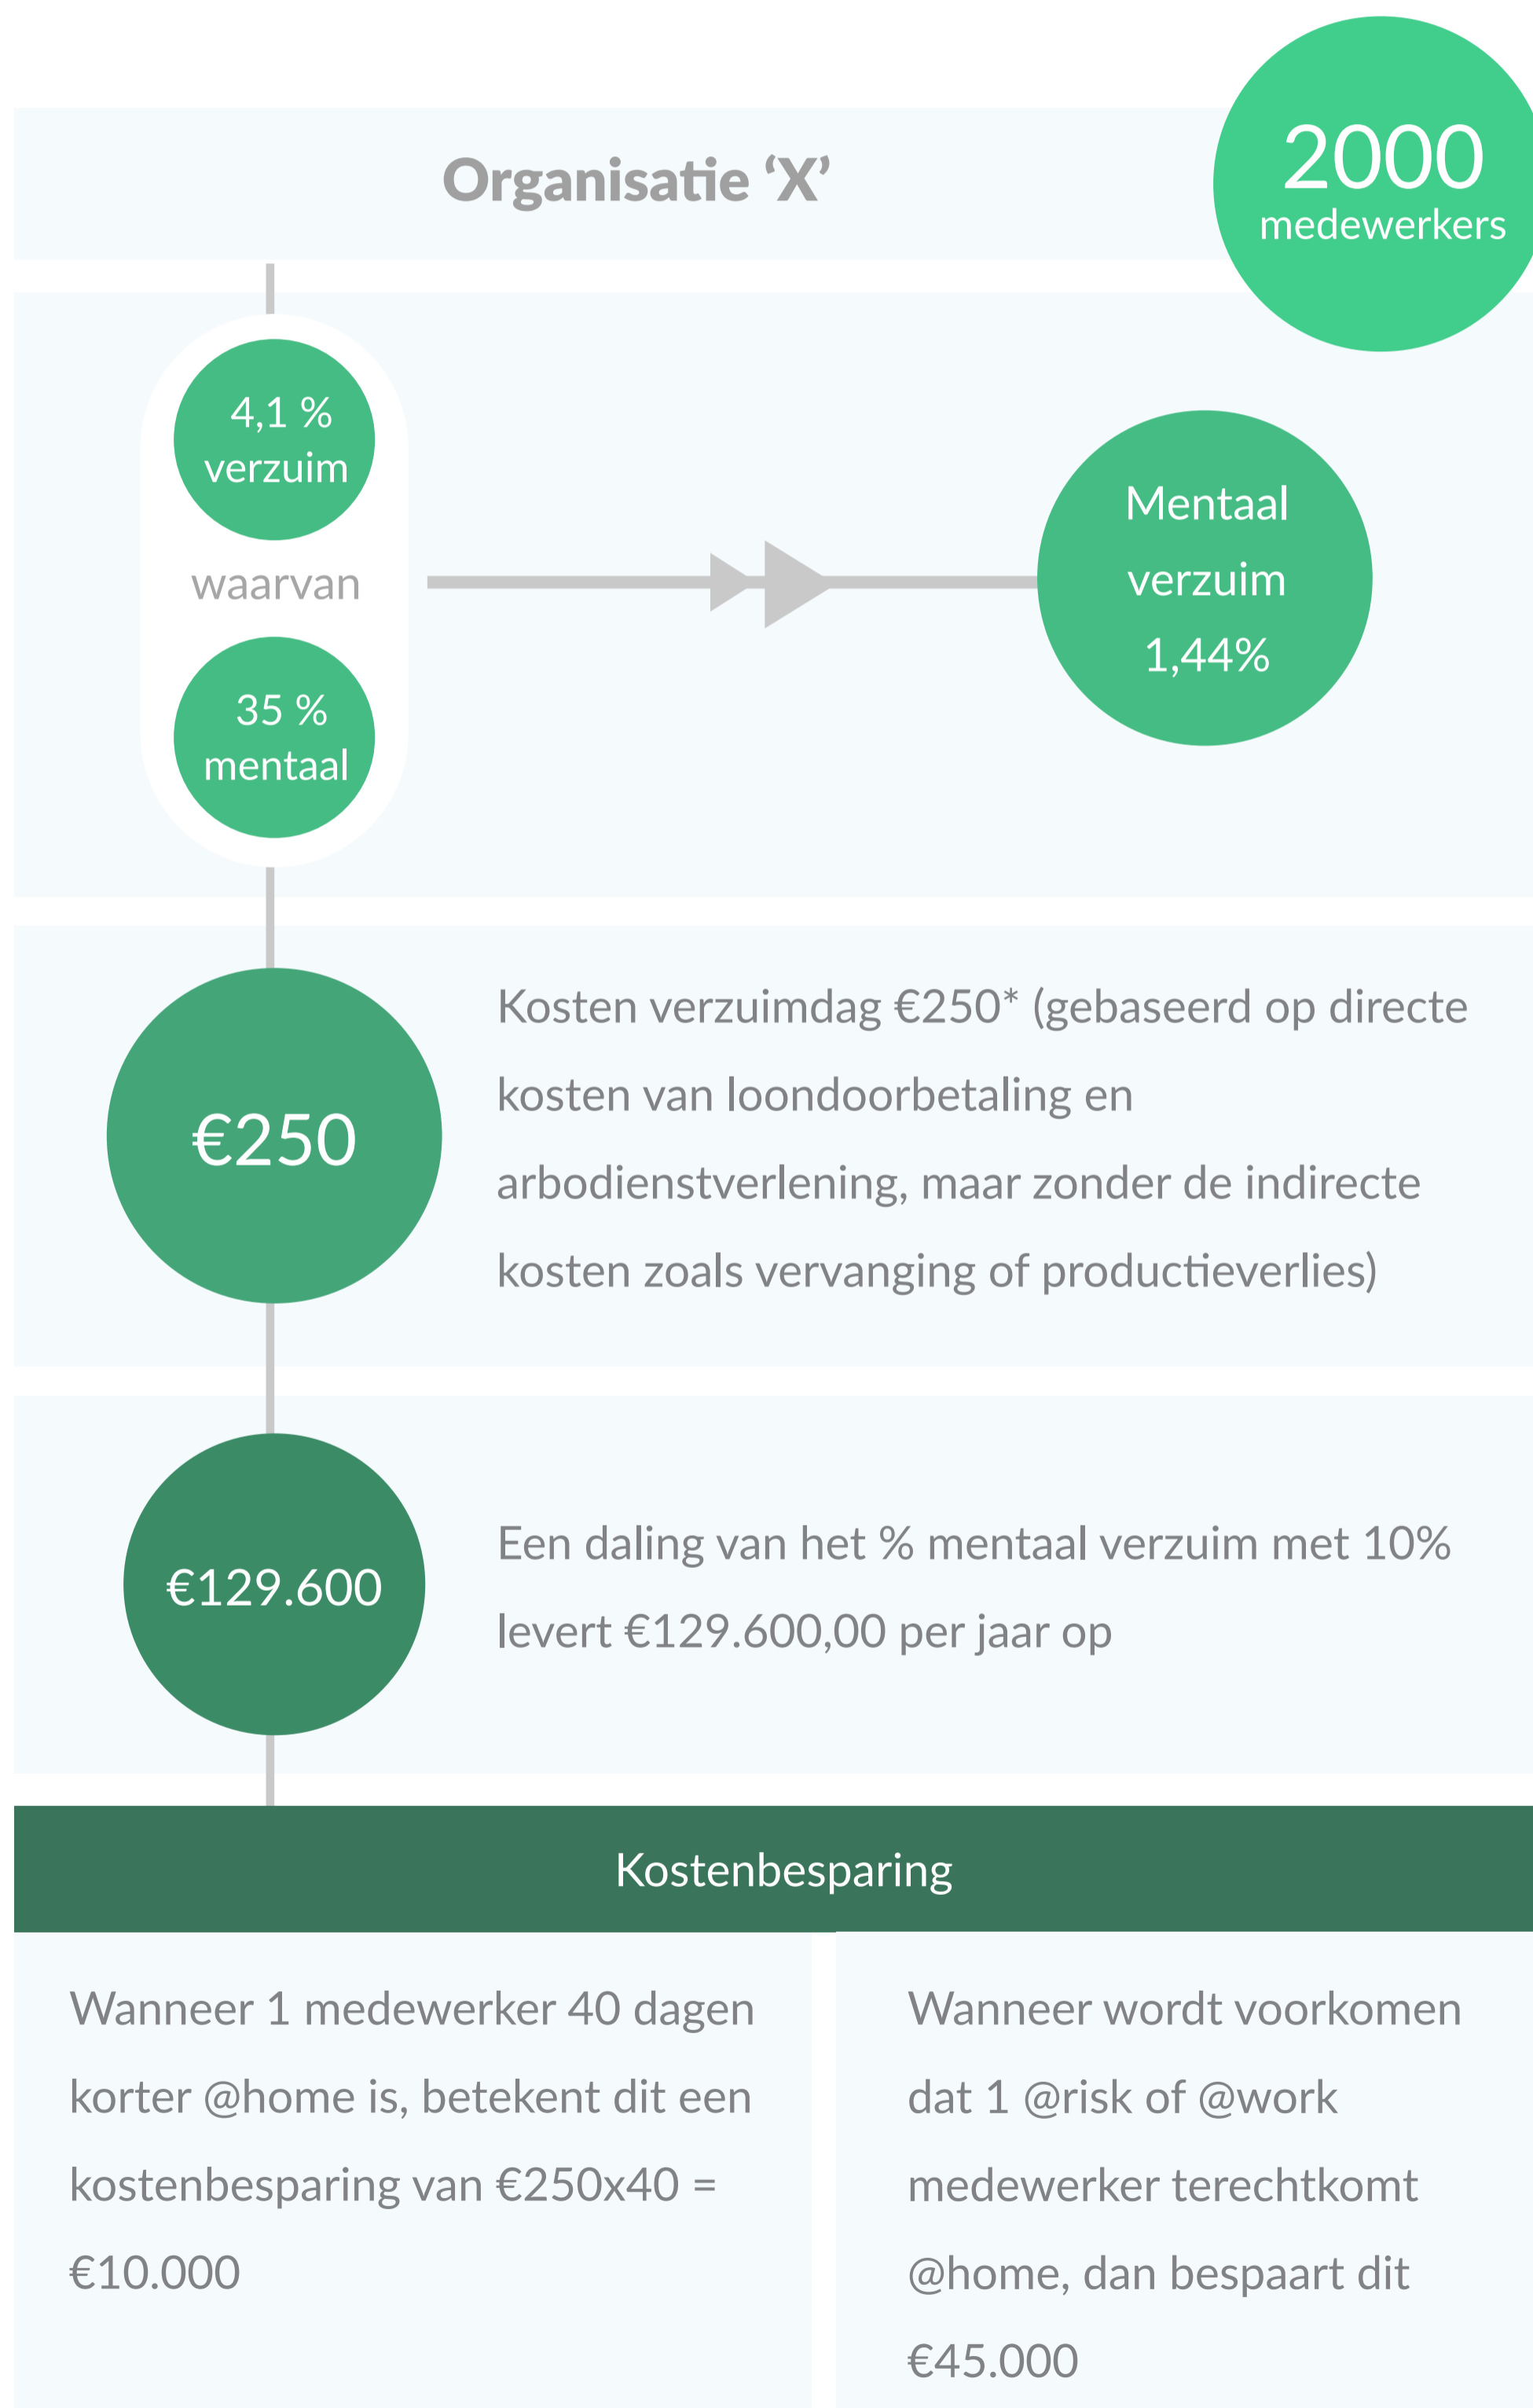 Organisatie ‘X’
2000
medewerkers
4,1 %
verzuim
waarvan
35 %
mentaal
Mentaal
verzuim
1,44%
€250
Kosten verzuimdag €250* (gebaseerd op directe
kosten van loondoorbetaling en
arbodienstverlening, maar zonder de indirecte
kosten zoals vervanging of productieverlies)
€129.600
Een daling van het % mentaal verzuim met 10%
levert €129.600,00 per jaar op
Kostenbesparing
Wanneer 1 medewerker 40 dagen
korter @home is, betekent dit een
kostenbesparing van €250x40 =
€10.000
Wanneer wordt voorkomen
dat 1 @risk of @work
medewerker terechtkomt
@home, dan bespaart dit
€45.000